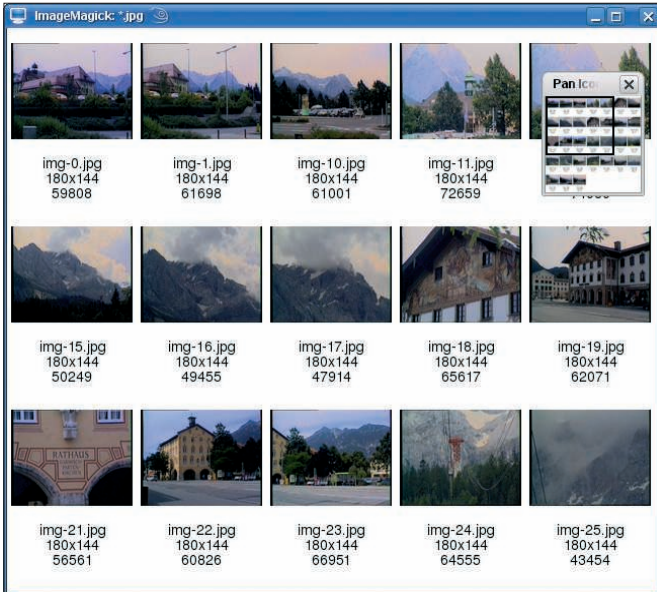 ImageMagick: *.jpg
Pan Icon
img-0.jpg
180x144
59808
img-1.jpg
180x144
61698
img-10.jpg
180x144
61001
img-11.jpg
180x144
72659
img-15.jpg
180x144
50249
img-16.jpg
180x144
49455
img-17.jpg
180x144
47914
img-18.jpg
180x144
65617
img-19.jpg
180x144
62071
RATHAUS
img-21.jpg
180x144
56561
img-22.jpg
180x144
60826
img-23.jpg
180x144
66951
img-24.jpg
180x144
64555
img-25.jpg
180x144
43454